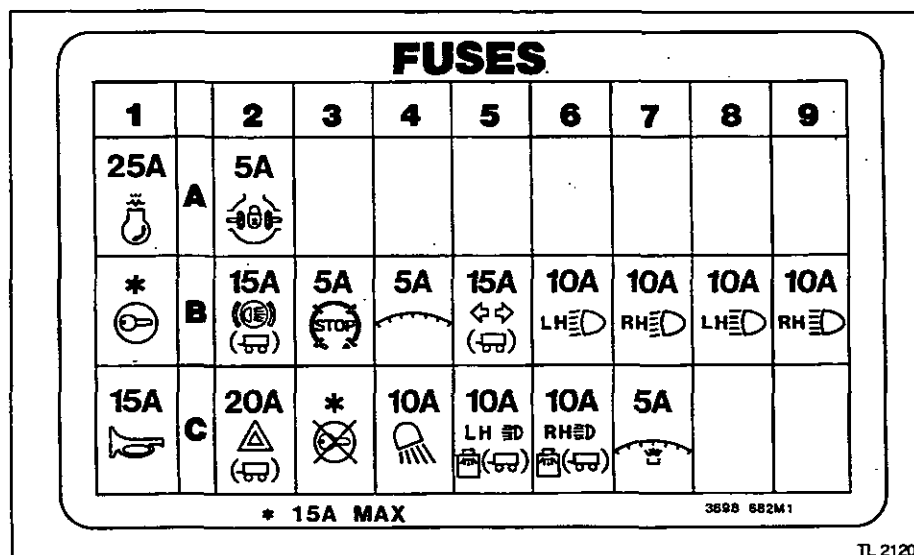 FUSES
1 2 3 4 5 6 7 8 9
25A A 5A
* B 15A 5A 5A 15A 10A 10A 10A 10A
STOP LH RH LH RH
15A C 20A * 10A 10A 10A 5A
LH RH
* 15A MAX 3698 682M1
TL 2120